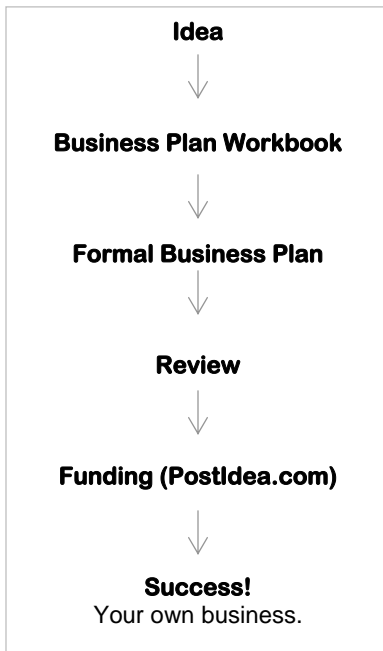 Idea
Business Plan Workbook
Formal Business Plan
Review
Funding (PostIdea.com)
Success!
Your own business.